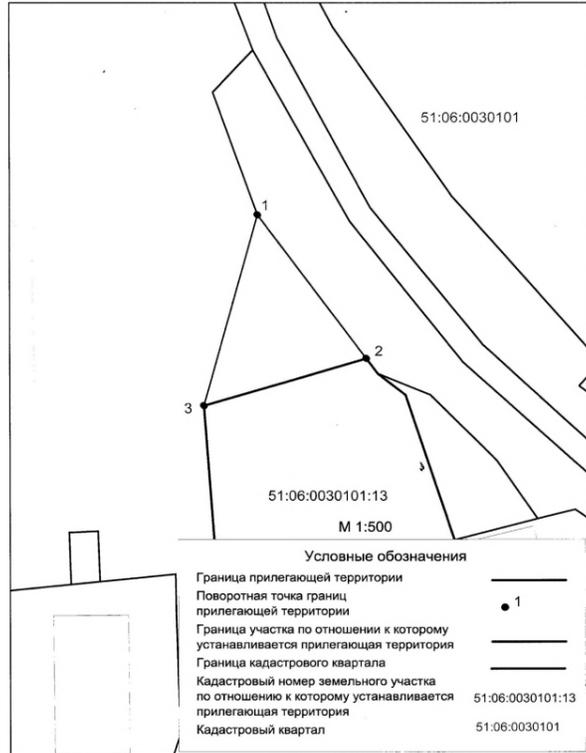 51:06:0030101
1
2
3
51:06:0030101:13
М 1:500
Условные обозначения
Граница прилегающей территории
Поворотная точка границ
прилегающей территории
1
Граница участка по отношении к которому
устанавливается прилегающая территория
Граница кадастрового квартала
Кадастровый номер земельного участка
по отношению к которому устанавливается
прилегающая территория
51:06:0030101:13
Кадастровый квартал
51:06:0030101